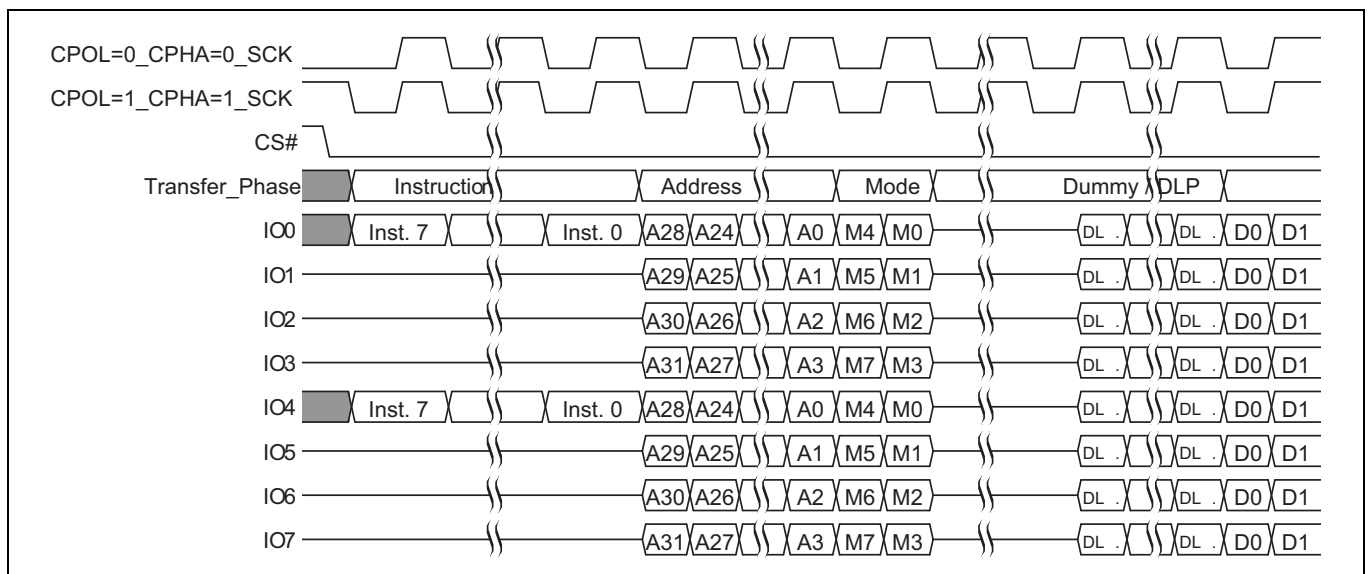 CPOL=0_CPHA=0_SCK
CPOL=1_CPHA=1_SCK
CS#
Transfer_Phase Instruction Address Mode Dummy / DLP
IO0 Inst. 7 Inst. 0 A28 A24 A0 M4 M0 DL . DL . D0 D1
IO1 A29 A25 A1 M5 M1 DL . DL . D0 D1
IO2 A30 A26 A2 M6 M2 DL . DL . D0 D1
IO3 A31 A27 A3 M7 M3 DL . DL . D0 D1
IO4 Inst. 7 Inst. 0 A28 A24 A0 M4 M0 DL . DL . D0 D1
IO5 A29 A25 A1 M5 M1 DL . DL . D0 D1
IO6 A30 A26 A2 M6 M2 DL . DL . D0 D1
IO7 A31 A27 A3 M7 M3 DL . DL . D0 D1